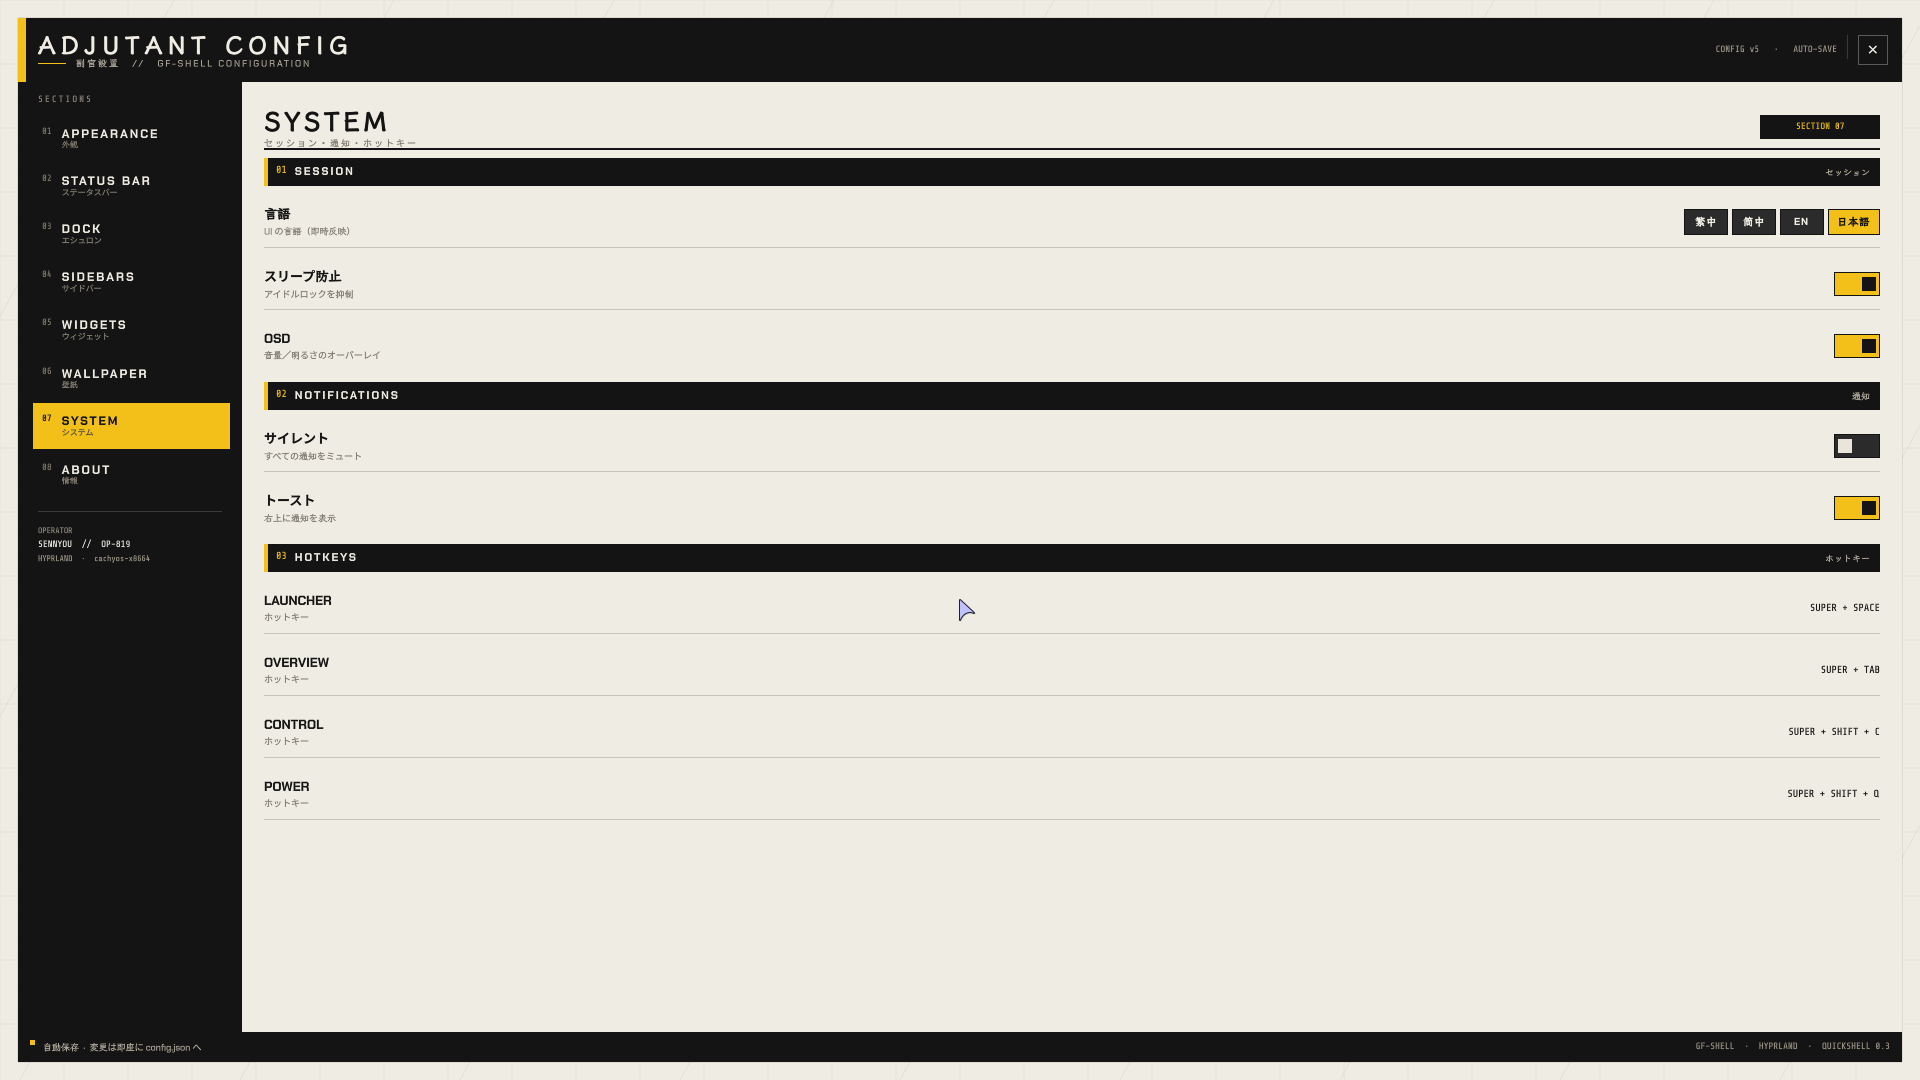 ADJUTANT CONFIG
副官設置 // GF-SHELL CONFIGURATION
CONFIG v5 · AUTO-SAVE
SECTIONS
01 APPEARANCE
外観
02 STATUS BAR
ステータスバー
03 DOCK
エシュロン
04 SIDEBARS
サイドバー
05 WIDGETS
ウィジェット
06 WALLPAPER
壁紙
07 SYSTEM
システム
08 ABOUT
情報
OPERATOR
SENNYOU // OP-819
HYPRLAND · cachyos-x8664
SYSTEM
セッション・通知・ホットキー
SECTION 07
01 SESSION
セッション
言語
UI の言語（即時反映）
繁中 简中 EN 日本語
スリープ防止
アイドルロックを抑制
OSD
音量／明るさのオーバーレイ
02 NOTIFICATIONS
通知
サイレント
すべての通知をミュート
トースト
右上に通知を表示
03 HOTKEYS
ホットキー
LAUNCHER
ホットキー
SUPER + SPACE
OVERVIEW
ホットキー
SUPER + TAB
CONTROL
ホットキー
SUPER + SHIFT + C
POWER
ホットキー
SUPER + SHIFT + Q
自動保存 · 変更は即座に config.json へ
GF-SHELL · HYPRLAND · QUICKSHELL 0.3